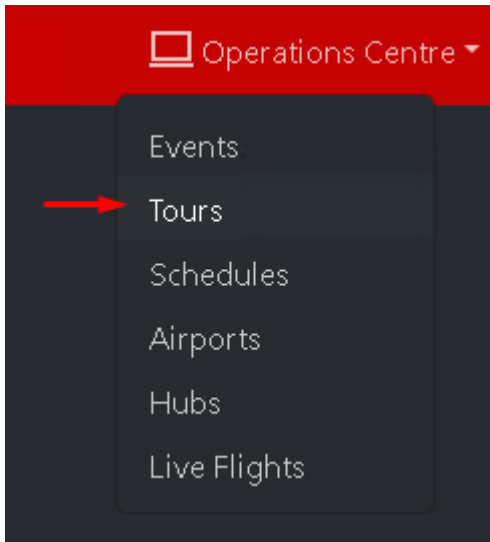 Operations Centre
Events
Tours
Schedules
Airports
Hubs
Live Flights